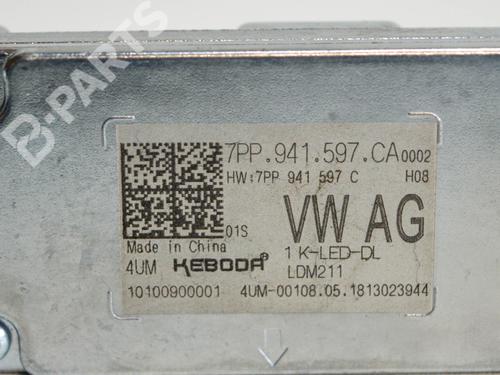 B-PARTS
7PP.941.597.CA 0002
HW:7PP 941 597 C H08
01S VW AG
Made in China 1 K-LED-DL
4UM KEBODA LDM211
10100900001 4UM-00108.05.1813023944